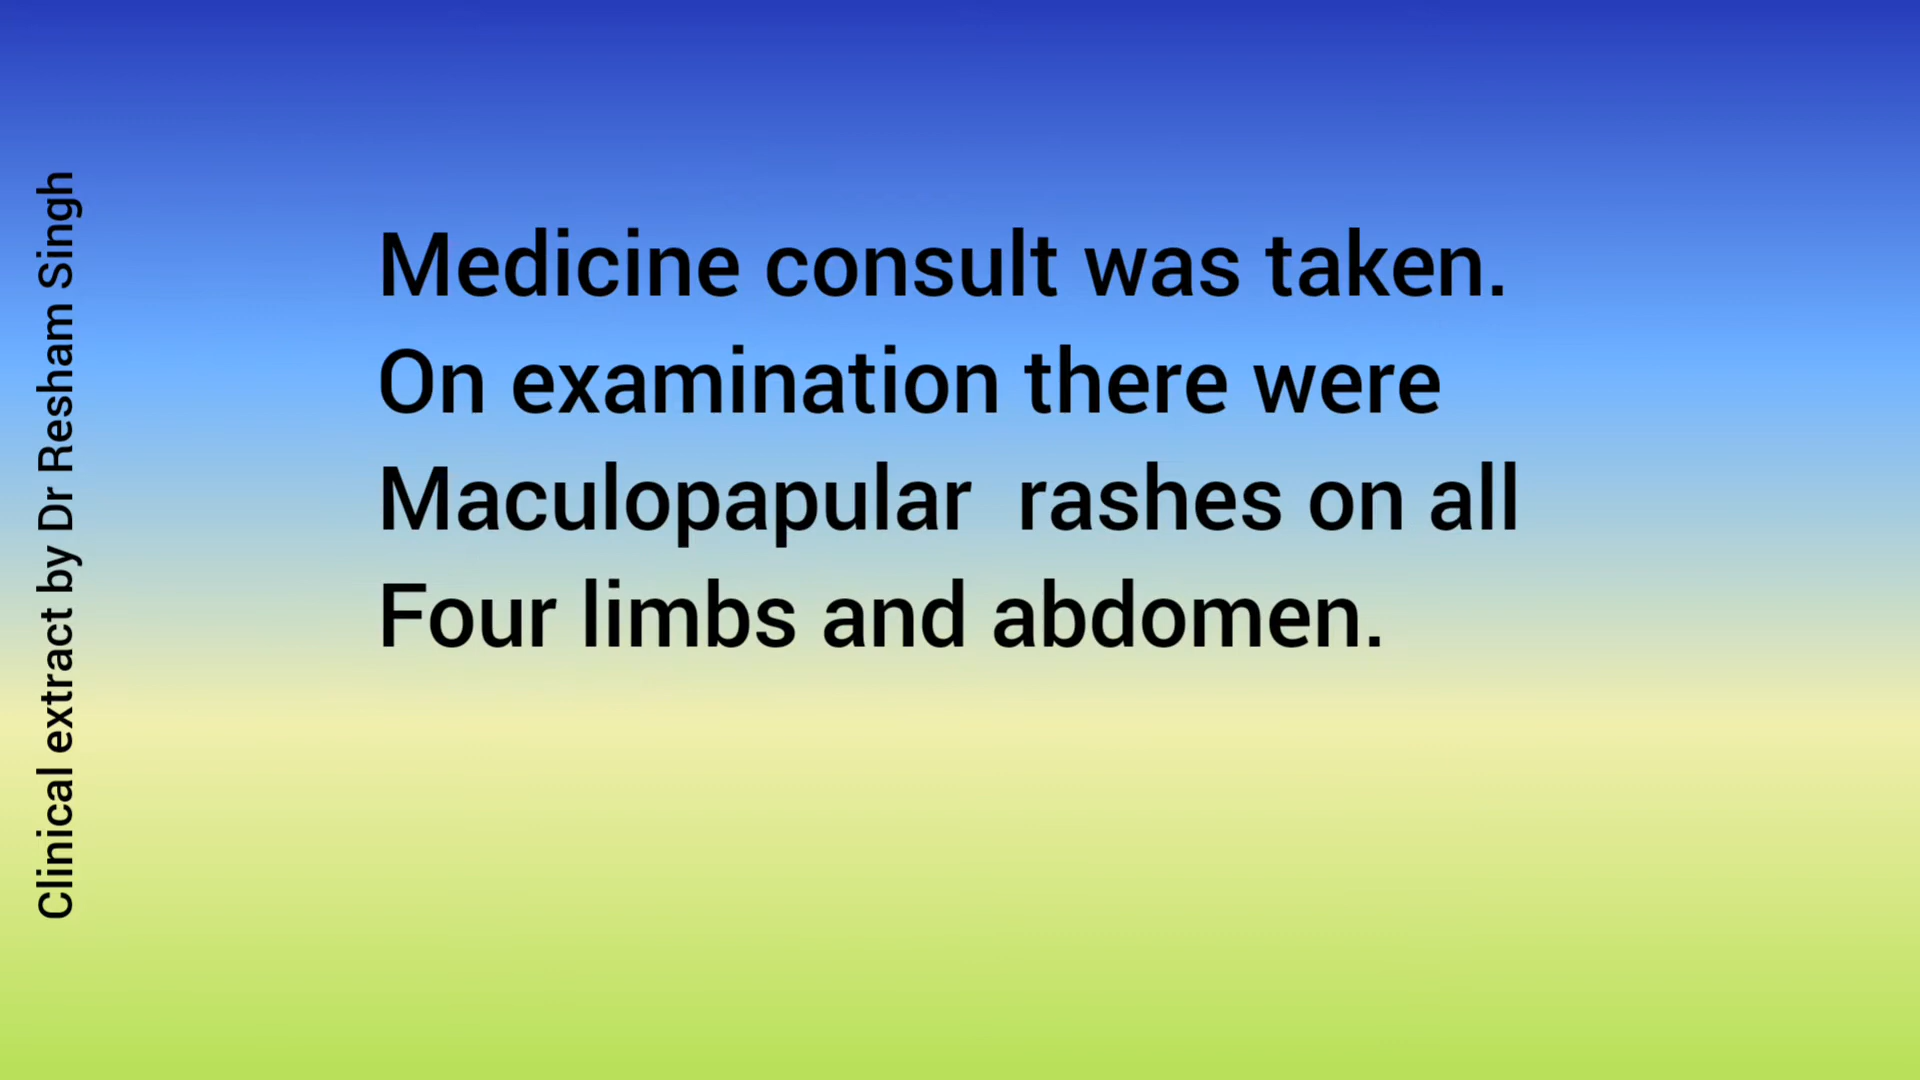 Clinical extract by Dr Resham Singh
Medicine consult was taken.
On examination there were
Maculopapular  rashes on all
Four limbs and abdomen.